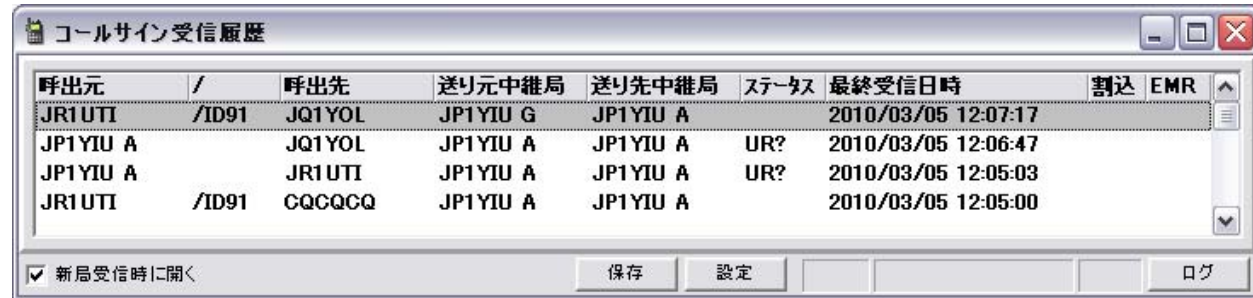 コールサイン受信履歴
呼出元 / 呼出先 送り元中継局 送り先中継局 ステータス 最終受信日時 割込 EMR
JR1UTI /ID91 JQ1YOL JP1YIU G JP1YIU A 2010/03/05 12:07:17
JP1YIU A JQ1YOL JP1YIU A JP1YIU A UR? 2010/03/05 12:06:47
JP1YIU A JR1UTI JP1YIU A JP1YIU A UR? 2010/03/05 12:05:03
JR1UTI /ID91 CQCQCQ JP1YIU A JP1YIU A 2010/03/05 12:05:00
新局受信時に開く 保存 設定 ログ